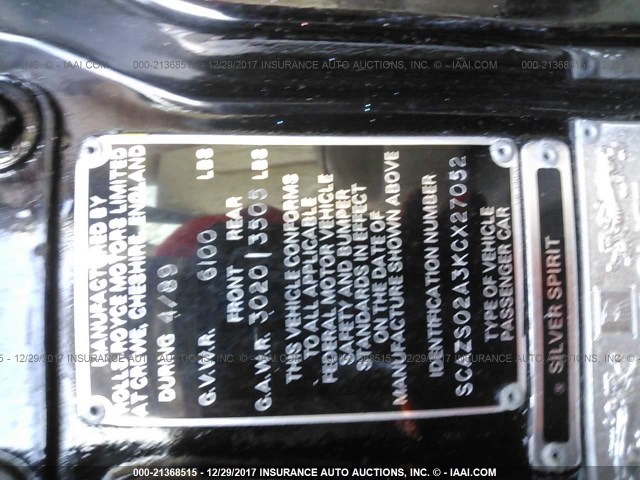 000-21368515 - 12/29/2017 INSURANCE AUTO AUCTIONS, INC. © - IAAI.COM
MANUFACTURED BY
ROLLS-ROYCE MOTORS LIMITED
AT CREWE, CHESHIRE, ENGLAND
DURING 4/89
G.V.W.R. 6100 LBS
FRONT REAR
G.A.W.R. 3020 / 3505 LBS
THIS VEHICLE CONFORMS
TO ALL APPLICABLE
FEDERAL MOTOR VEHICLE
SAFETY AND BUMPER
STANDARDS IN EFFECT
ON THE DATE OF
MANUFACTURE SHOWN ABOVE
IDENTIFICATION NUMBER
SCAZS02A3KCX27052
TYPE OF VEHICLE
PASSENGER CAR
SILVER SPIRIT
000-21368515 - 12/29/2017 INSURANCE AUTO AUCTIONS, INC. © - IAAI.COM